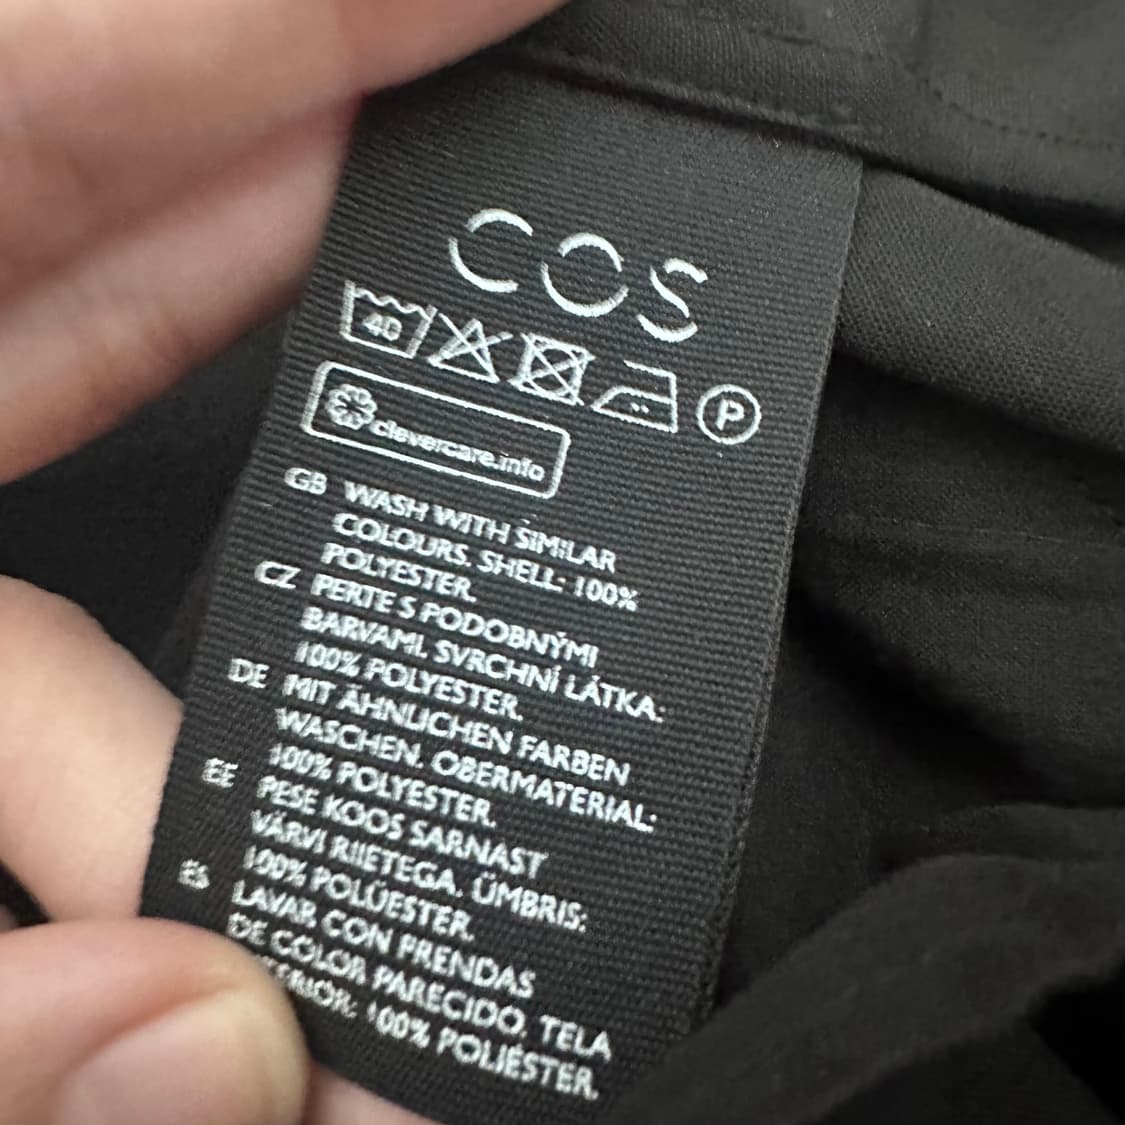 COS
40
P
clevercare.info
GB WASH WITH SIMILAR
COLOURS. SHELL: 100%
POLYESTER.
CZ PERTE S PODOBNÝMI
BARVAMI. SVRCHNÍ LÁTKA:
100% POLYESTER.
DE MIT ÄHNLICHEN FARBEN
WASCHEN. OBERMATERIAL:
100% POLYESTER.
EE PESE KOOS SARNAST
VÄRVI RIIETEGA. ÜMBRIS:
100% POLÜESTER.
ES LAVAR CON PRENDAS
DE COLOR PARECIDO. TELA
100% POLIÉSTER.